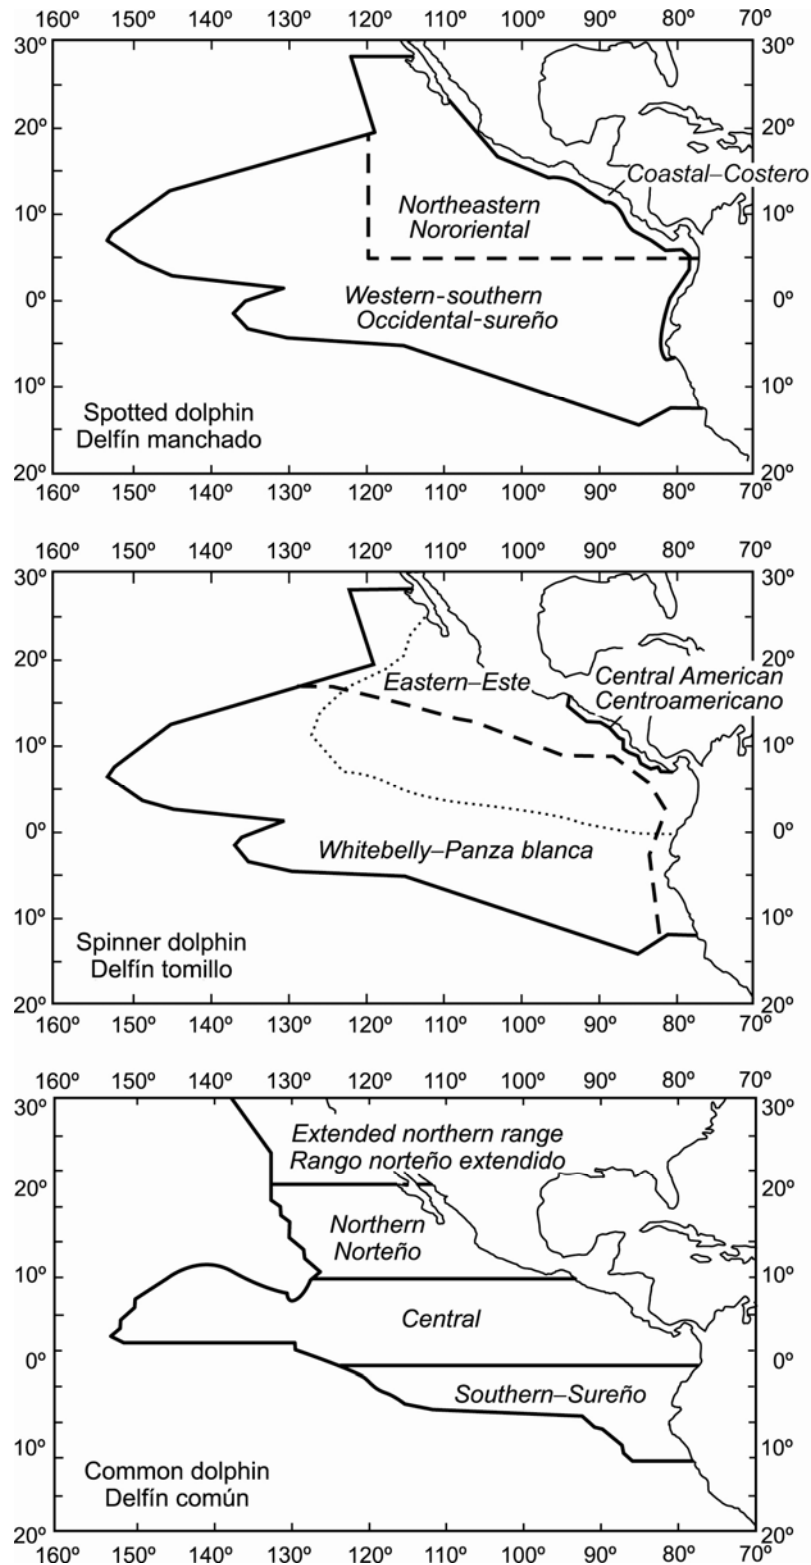 160º 150º 140º 130º 120º 110º 100º 90º 80º 70º
30º 30º
20º 20º
Coastal–Costero
10º Northeastern 10º
Nororiental
0º Western-southern 0º
Occidental-sureño
10º 10º
Spotted dolphin
Delfín manchado
20º 20º
160º 150º 140º 130º 120º 110º 100º 90º 80º 70º
160º 150º 140º 130º 120º 110º 100º 90º 80º 70º
30º 30º
20º 20º
Eastern–Este Central American
Centroamericano
10º 10º
0º 0º
Whitebelly–Panza blanca
10º 10º
Spinner dolphin
Delfín tomillo
20º 20º
160º 150º 140º 130º 120º 110º 100º 90º 80º 70º
160º 150º 140º 130º 120º 110º 100º 90º 80º 70º
30º 30º
Extended northern range
Rango norteño extendido
20º 20º
Northern
Norteño
10º 10º
Central
0º 0º
Southern–Sureño
10º 10º
Common dolphin
Delfín común
20º 20º
160º 150º 140º 130º 120º 110º 100º 90º 80º 70º